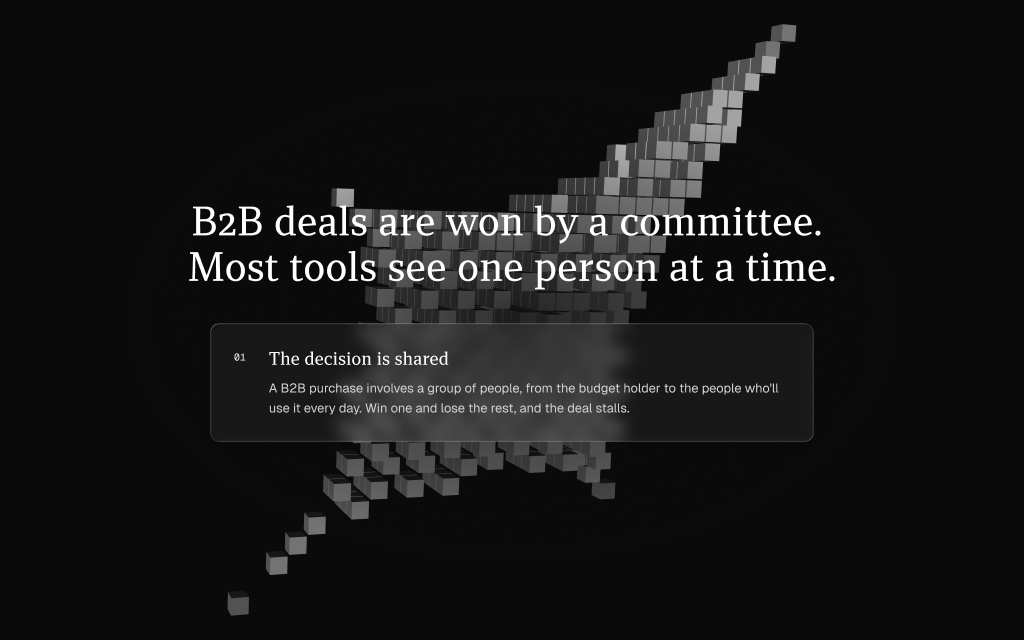 B2B deals are won by a committee.
Most tools see one person at a time.
01
The decision is shared
A B2B purchase involves a group of people, from the budget holder to the people who'll
use it every day. Win one and lose the rest, and the deal stalls.